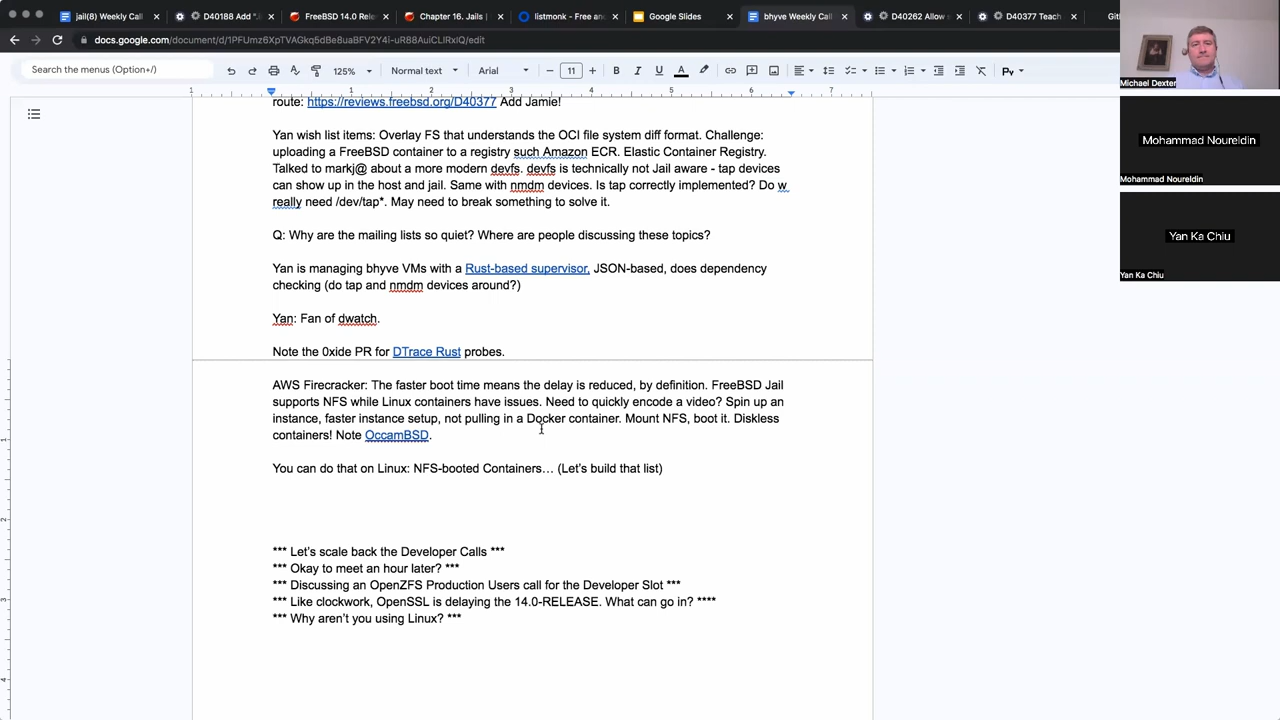 jail(8) Weekly Call
D40188 Add "
FreeBSD 14.0 Rele
Chapter 16. Jails |
listmonk - Free an
Google Slides
bhyve Weekly Call
D40262 Allow s
D40377 Teach
Gitl
docs.google.com/document/d/1PFUmz6XpTVAGkq5dBe8uaBFV2Y4i-uR88AuiCLlRxIQ/edit
Search the menus (Option+/)
125%
Normal text
Arial
11
route: https://reviews.freebsd.org/D40377 Add Jamie!
Yan wish list items: Overlay FS that understands the OCI file system diff format. Challenge:
uploading a FreeBSD container to a registry such Amazon ECR. Elastic Container Registry.
Talked to markj@ about a more modern devfs. devfs is technically not Jail aware - tap devices
can show up in the host and jail. Same with nmdm devices. Is tap correctly implemented? Do w
really need /dev/tap*. May need to break something to solve it.
Q: Why are the mailing lists so quiet? Where are people discussing these topics?
Yan is managing bhyve VMs with a Rust-based supervisor, JSON-based, does dependency
checking (do tap and nmdm devices around?)
Yan: Fan of dwatch.
Note the 0xide PR for DTrace Rust probes.
AWS Firecracker: The faster boot time means the delay is reduced, by definition. FreeBSD Jail
supports NFS while Linux containers have issues. Need to quickly encode a video? Spin up an
instance, faster instance setup, not pulling in a Docker container. Mount NFS, boot it. Diskless
containers! Note OccamBSD.
You can do that on Linux: NFS-booted Containers… (Let's build that list)
*** Let's scale back the Developer Calls ***
*** Okay to meet an hour later? ***
*** Discussing an OpenZFS Production Users call for the Developer Slot ***
*** Like clockwork, OpenSSL is delaying the 14.0-RELEASE. What can go in? ****
*** Why aren't you using Linux? ***
Michael Dexter
Mohammad Noureldin
Mohammad Noureldin
Yan Ka Chiu
Yan Ka Chiu